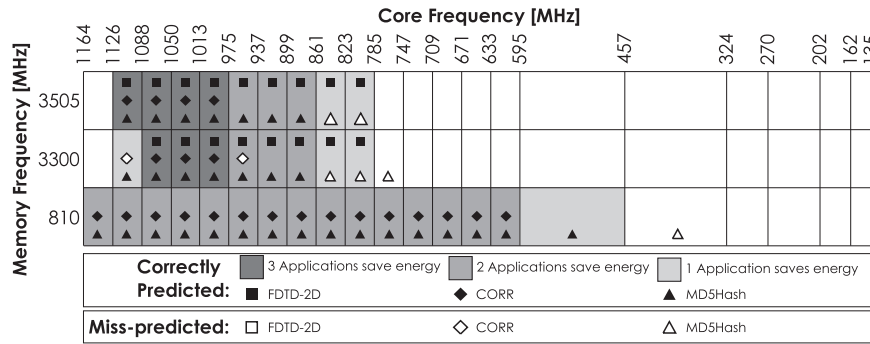 Core Frequency [MHz]
1164 1126 1088 1050 1013 975 937 899 861 823 785 747 709 671 633 595 457 324 270 202 162 135
Memory Frequency [MHz]
3505
3300
810
Correctly Predicted:
3 Applications save energy 2 Applications save energy 1 Application saves energy
FDTD-2D CORR MD5Hash
Miss-predicted: FDTD-2D CORR MD5Hash